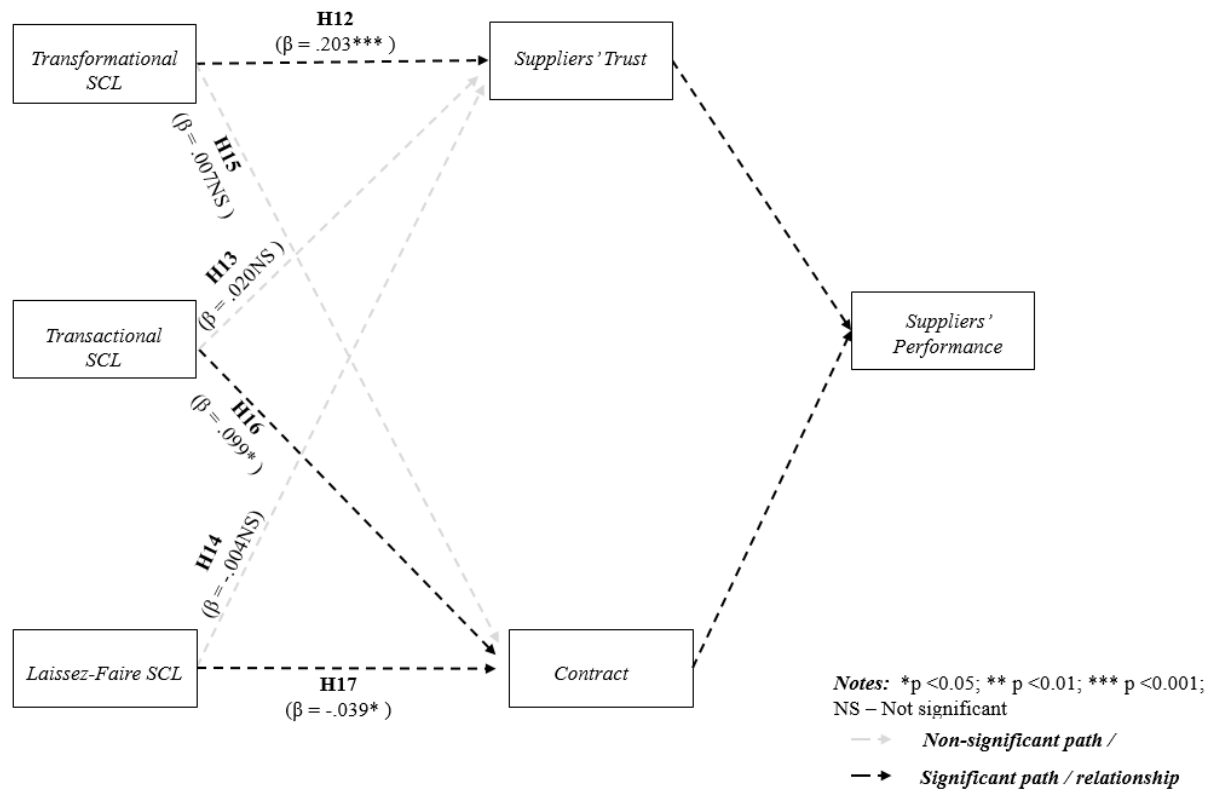 H12
(β = .203*** )
Transformational
SCL
Suppliers' Trust
H15
(β = .007NS )
H13
(β = .020NS )
Transactional
SCL
Suppliers'
Performance
H16
(β = .099* )
H14
(β = -.004NS)
Laissez-Faire SCL
Contract
H17
(β = -.039* )
Notes: *p <0.05; ** p <0.01; *** p <0.001;
NS – Not significant
Non-significant path /
Significant path / relationship